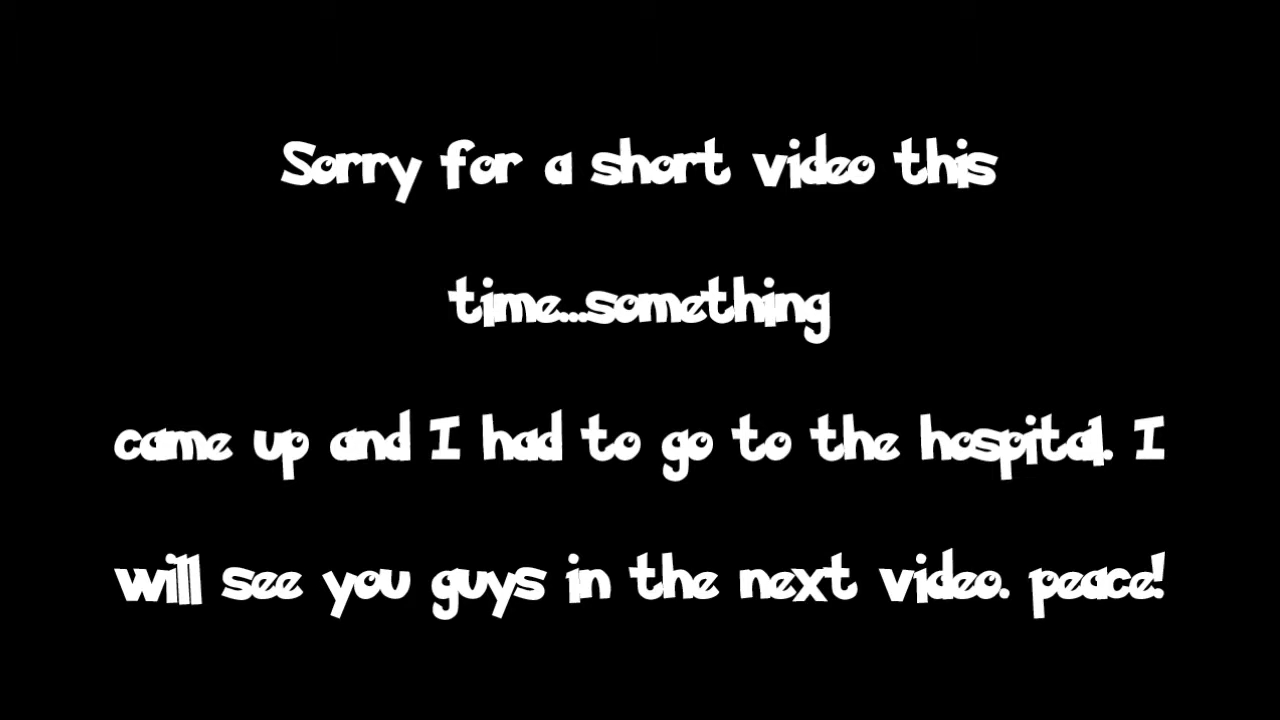 Sorry for a short video this
time...something
came up and I had to go to the hospital. I
will see you guys in the next video. peace!